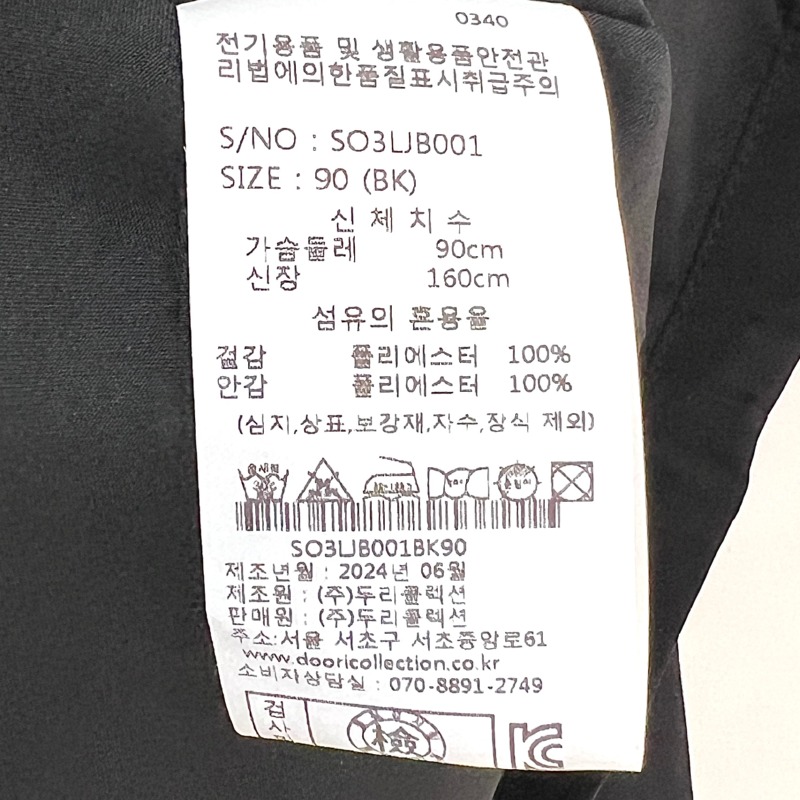 0340
전기용품 및 생활용품안전관
리법에의한품질표시취급주의
S/NO : SO3LJB001
SIZE : 90 (BK)
신 체 치 수
가슴둘레 90cm
신장 160cm
섬유의 혼용율
겉감 폴리에스터 100%
안감 폴리에스터 100%
(심지,상표,보강재,자수,장식 제외)
SO3LJB001BK90
제조년월 : 2024년 06월
제조원 : (주)두리콜렉션
판매원 : (주)두리콜렉션
주소:서울 서초구 서초중앙로61
www.dooricollection.co.kr
소비자상담실 : 070-8891-2749
검
사
檢